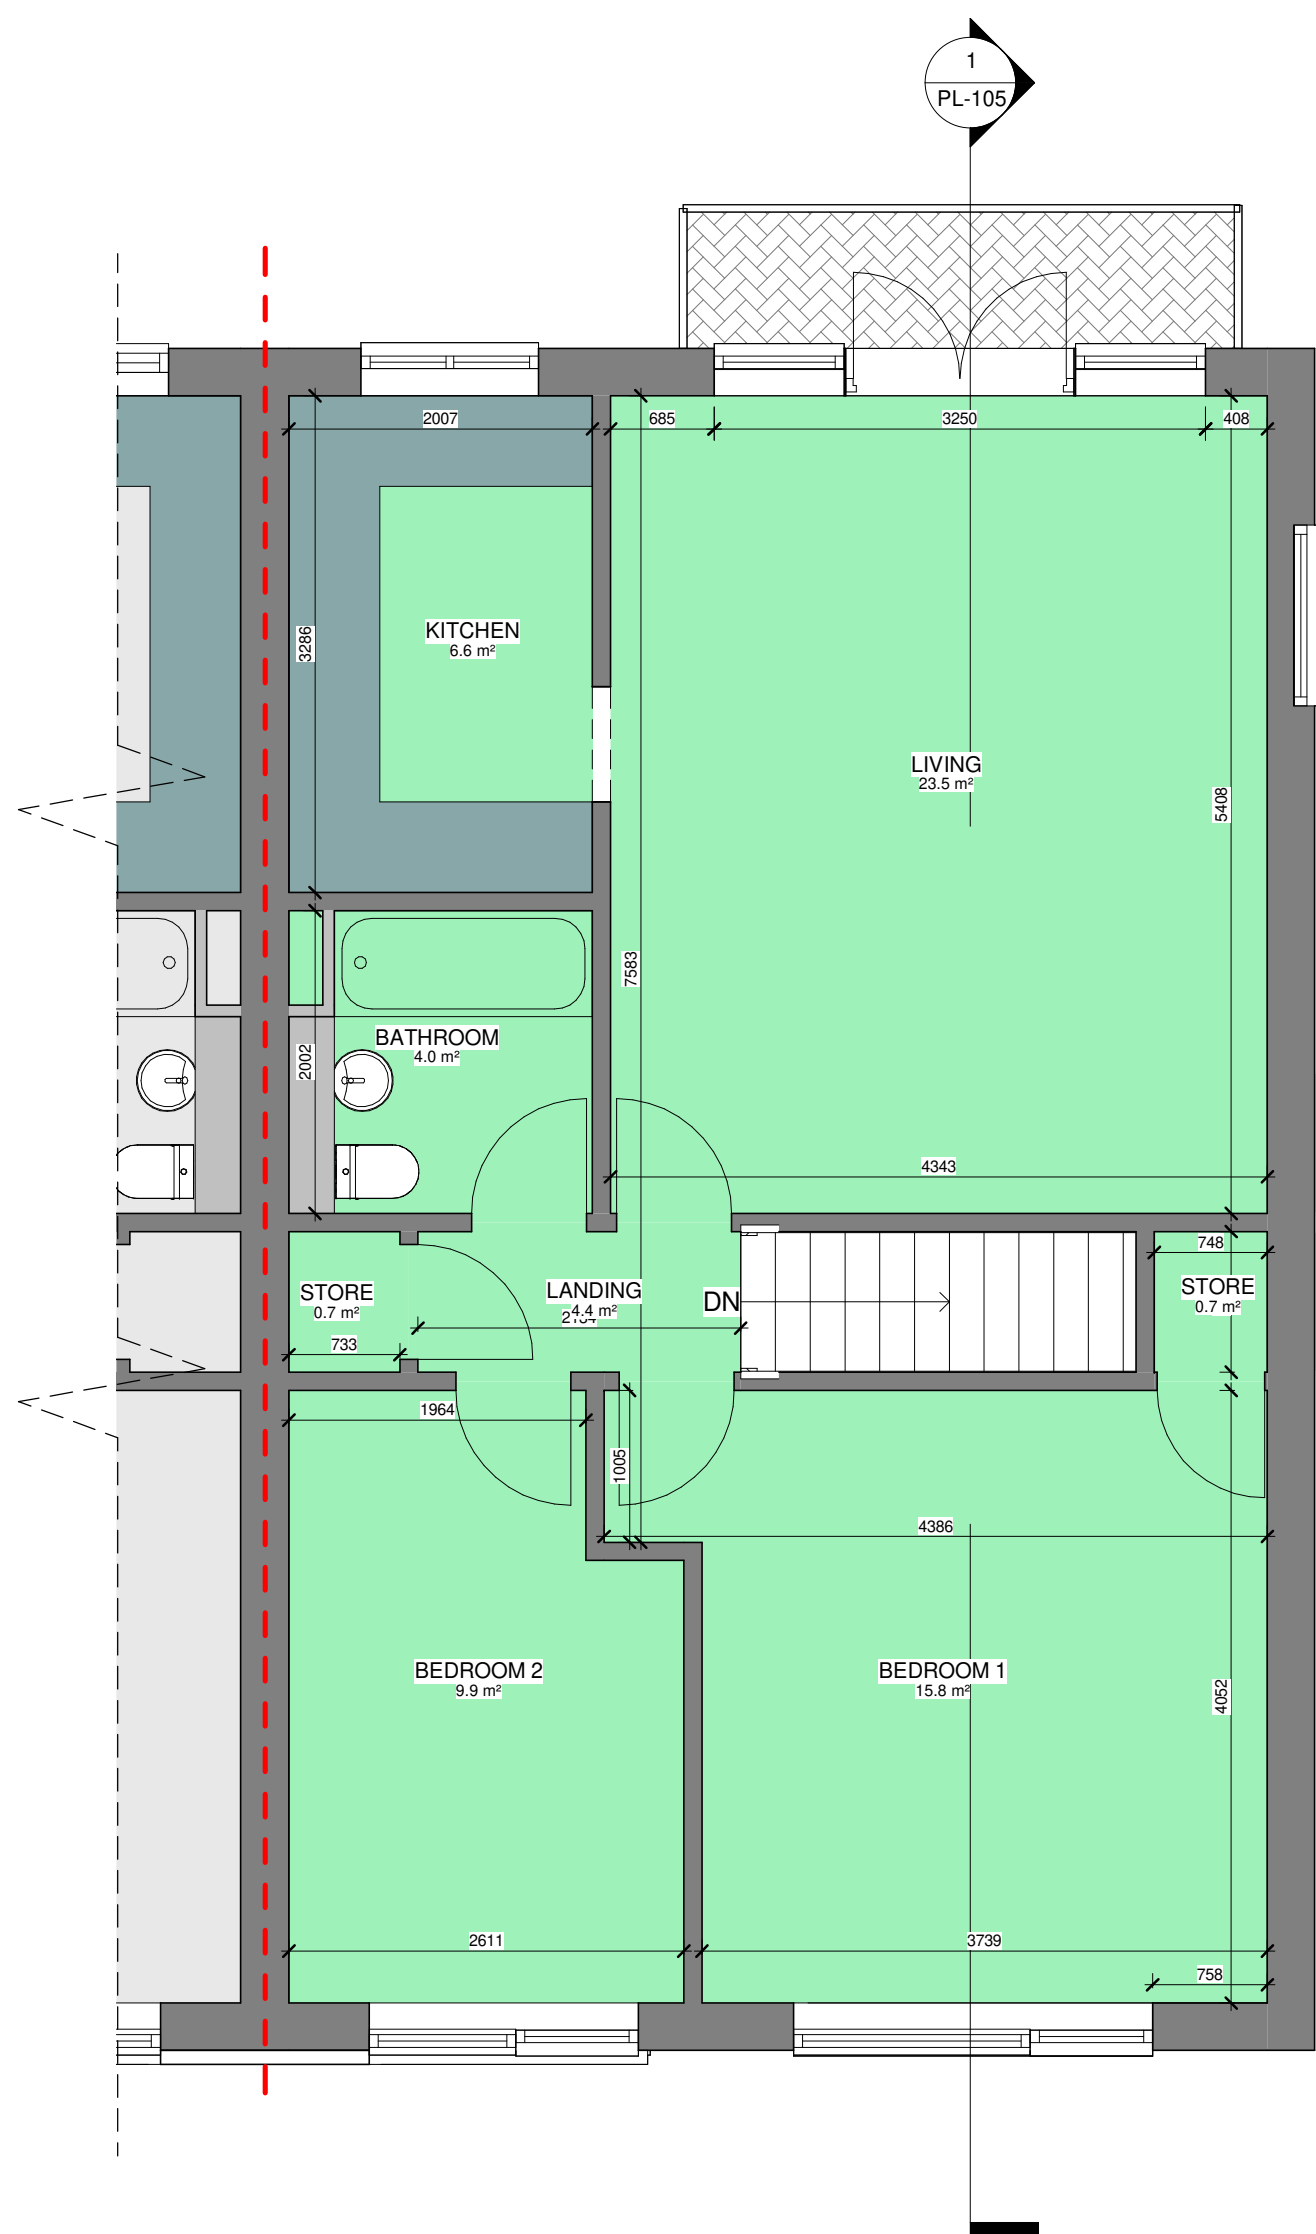 1
PL-105
2007
685
3250
408
3286
KITCHEN
6.6 m²
LIVING
23.5 m²
5408
7583
BATHROOM
4.0 m²
2002
4343
748
STORE
0.7 m²
LANDING
4.4 m²
DN
STORE
0.7 m²
733
1964
1005
4386
BEDROOM 2
9.9 m²
BEDROOM 1
15.8 m²
4052
2611
3739
758